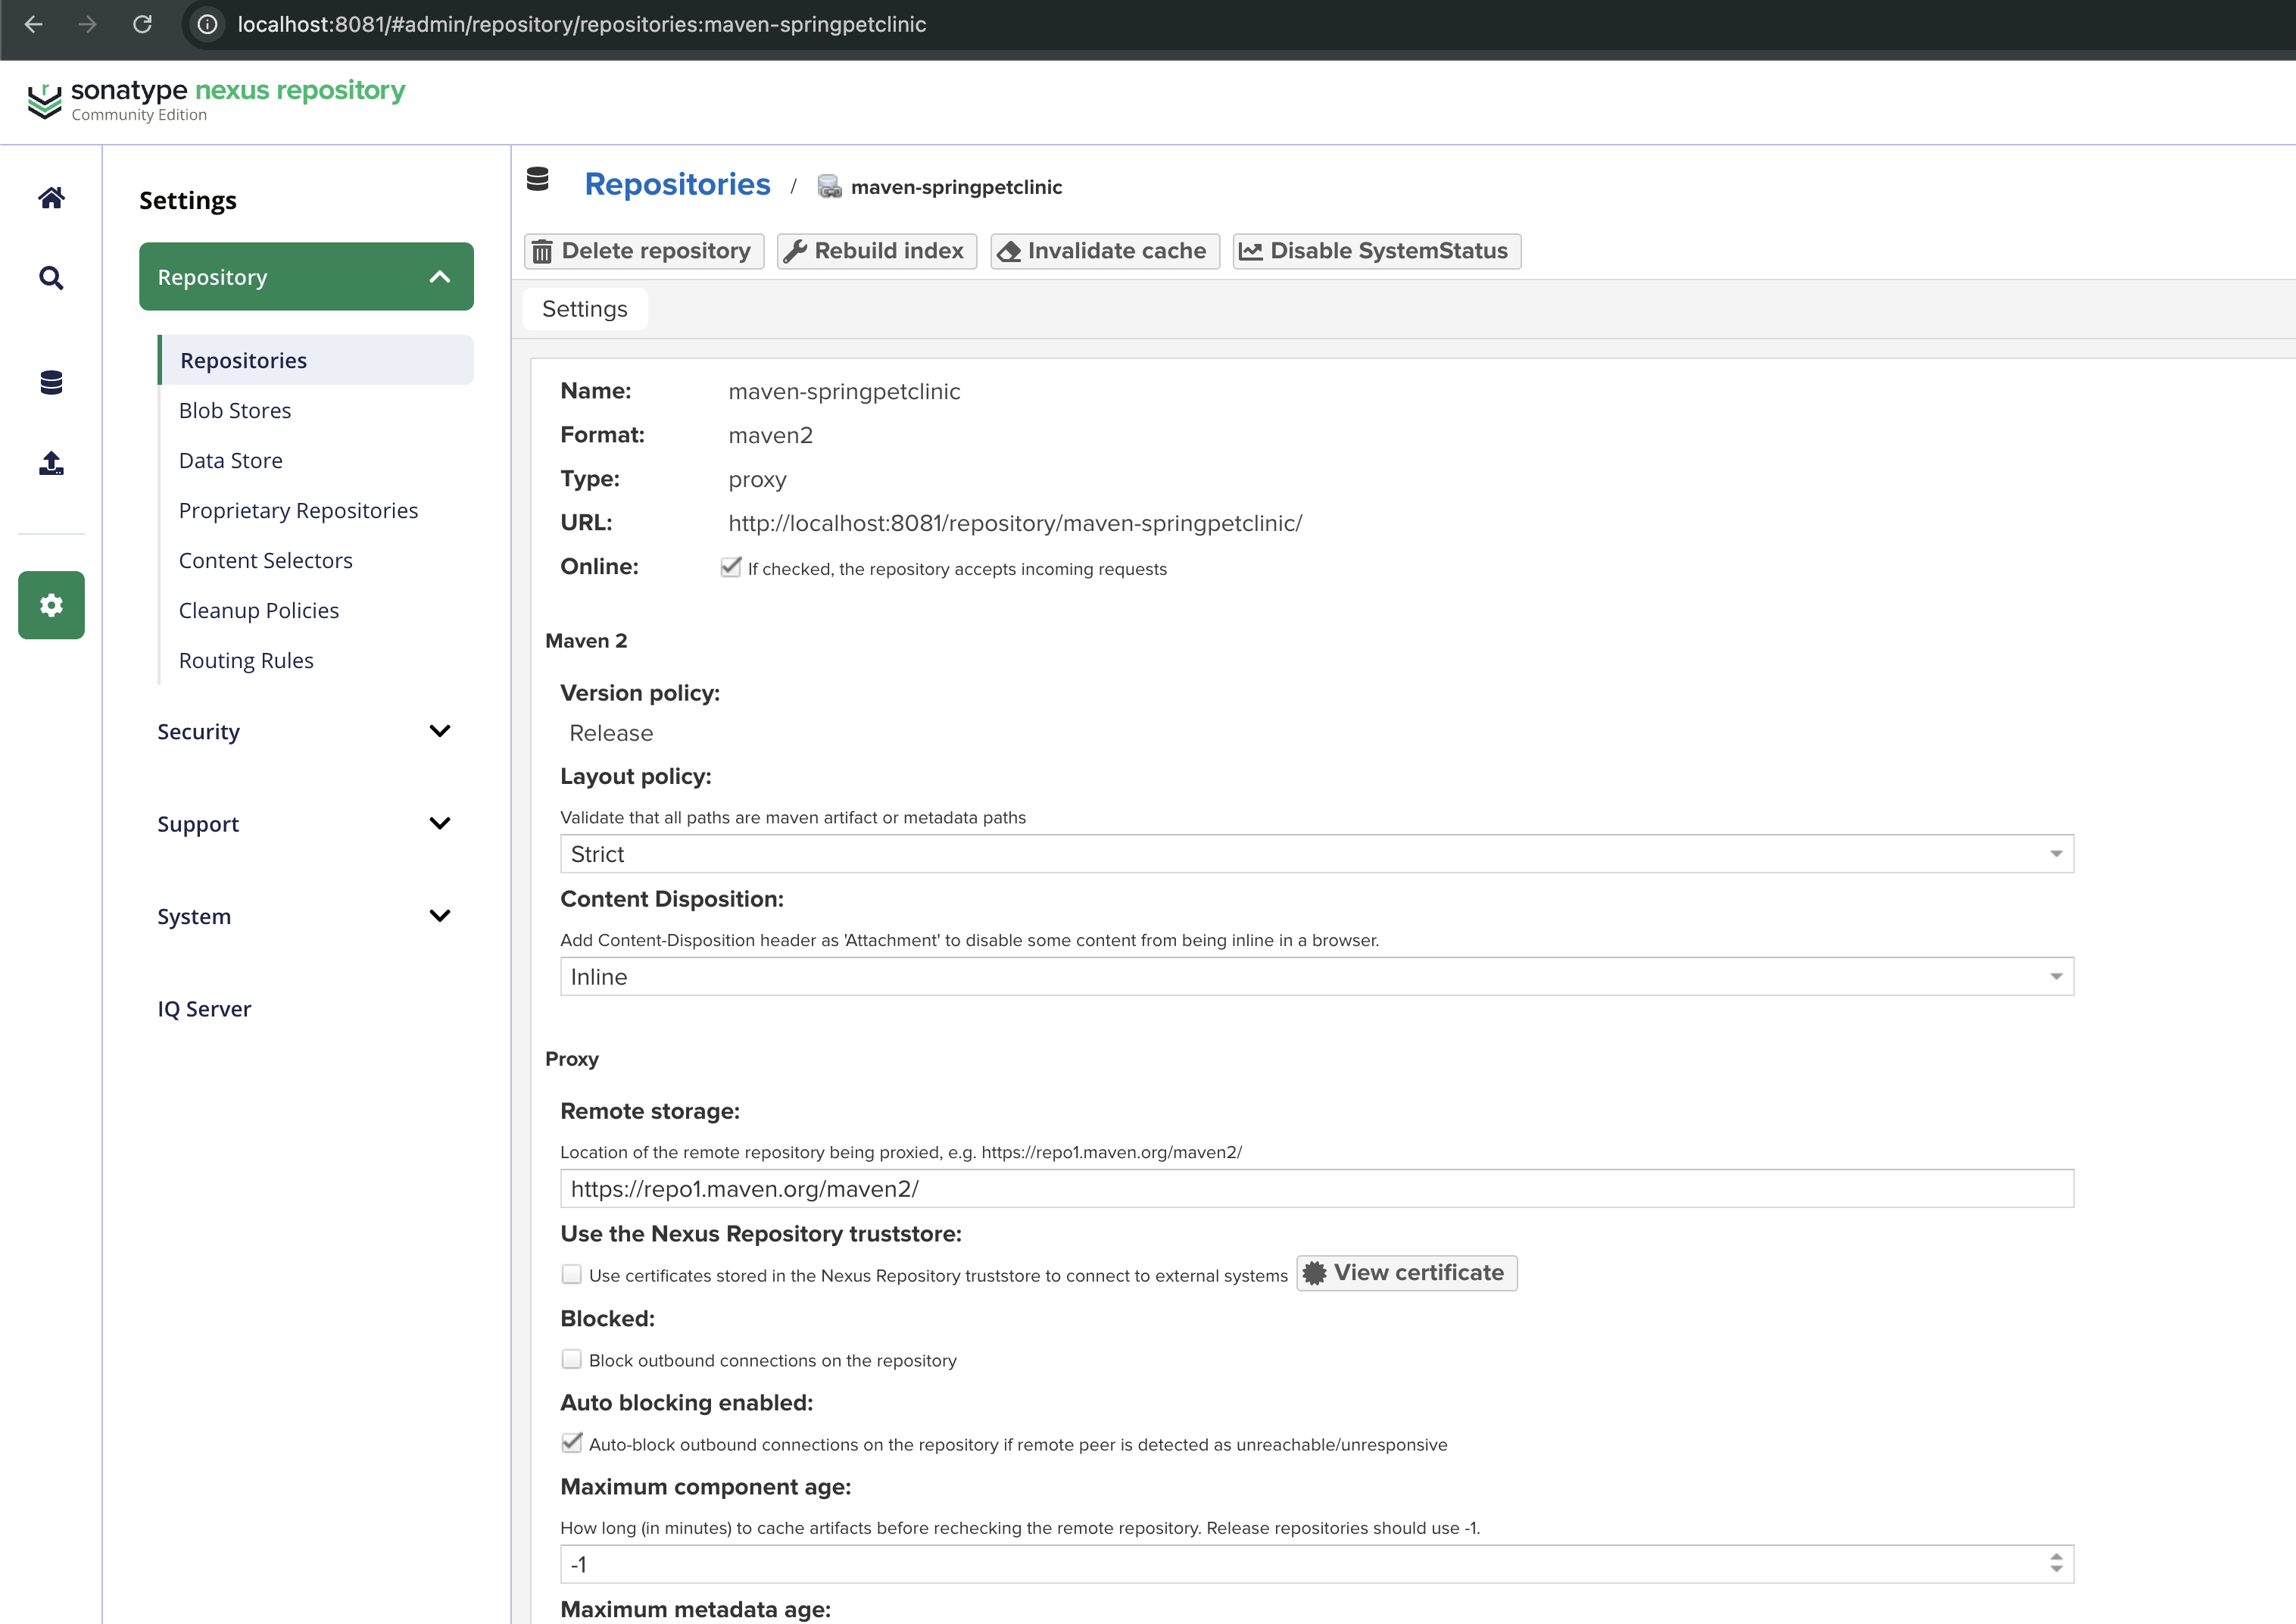 localhost:8081/#admin/repository/repositories:maven-springpetclinic
sonatype nexus repository
Community Edition
Settings
Repository
Repositories
Blob Stores
Data Store
Proprietary Repositories
Content Selectors
Cleanup Policies
Routing Rules
Security
Support
System
IQ Server
Repositories / maven-springpetclinic
Delete repository Rebuild index Invalidate cache Disable SystemStatus
Settings
Name: maven-springpetclinic
Format: maven2
Type: proxy
URL: http://localhost:8081/repository/maven-springpetclinic/
Online: If checked, the repository accepts incoming requests
Maven 2
Version policy:
Release
Layout policy:
Validate that all paths are maven artifact or metadata paths
Strict
Content Disposition:
Add Content-Disposition header as 'Attachment' to disable some content from being inline in a browser.
Inline
Proxy
Remote storage:
Location of the remote repository being proxied, e.g. https://repo1.maven.org/maven2/
https://repo1.maven.org/maven2/
Use the Nexus Repository truststore:
Use certificates stored in the Nexus Repository truststore to connect to external systems View certificate
Blocked:
Block outbound connections on the repository
Auto blocking enabled:
Auto-block outbound connections on the repository if remote peer is detected as unreachable/unresponsive
Maximum component age:
How long (in minutes) to cache artifacts before rechecking the remote repository. Release repositories should use -1.
-1
Maximum metadata age: